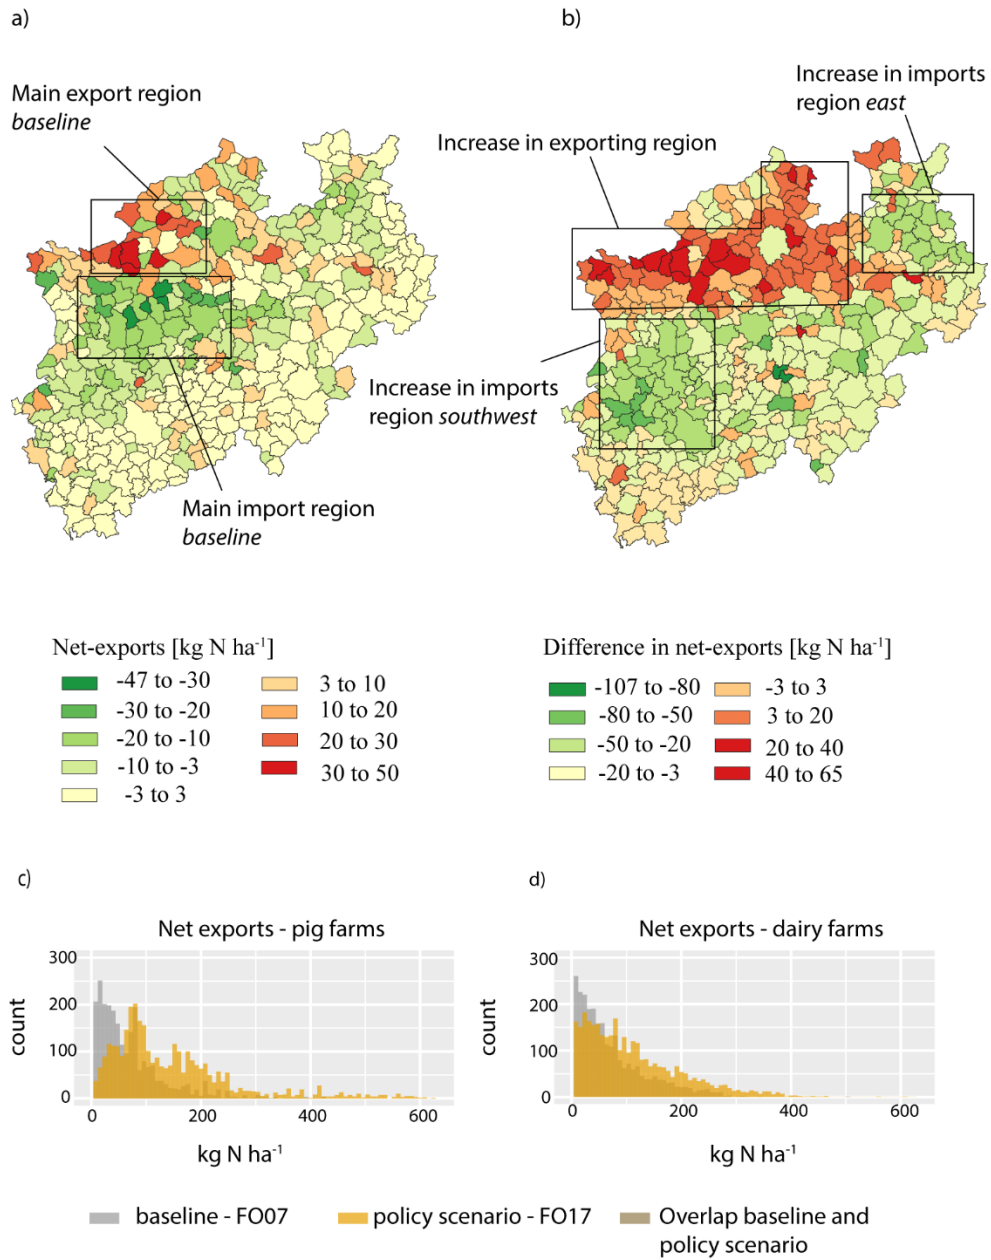 a)
b)
Main export region
baseline
Increase in exporting region
Increase in imports
region east
Increase in imports
region southwest
Main import region
baseline
Net-exports [kg N ha-1]
-47 to -30
-30 to -20
-20 to -10
-10 to -3
-3 to 3
3 to 10
10 to 20
20 to 30
30 to 50
Difference in net-exports [kg N ha-1]
-107 to -80
-80 to -50
-50 to -20
-20 to -3
-3 to 3
3 to 20
20 to 40
40 to 65
c)
Net exports - pig farms
300
200
100
0
count
0 200 400 600
kg N ha-1
d)
Net exports - dairy farms
300
200
100
0
count
0 200 400 600
kg N ha-1
baseline - FO07
policy scenario - FO17
Overlap baseline and
policy scenario